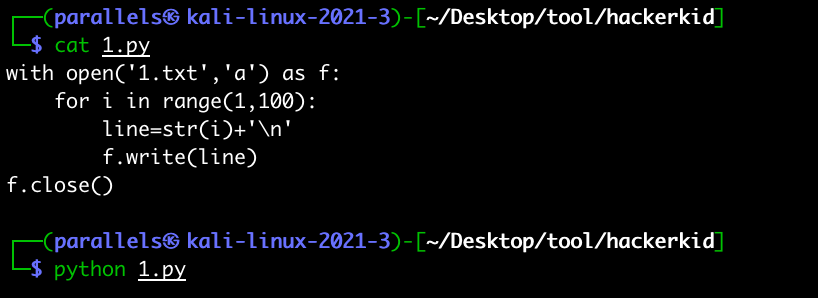 ┌──(parallels㉿kali-linux-2021-3)-[~/Desktop/tool/hackerkid]
└─$ cat 1.py
with open('1.txt','a') as f:
    for i in range(1,100):
        line=str(i)+'\n'
        f.write(line)
f.close()
┌──(parallels㉿kali-linux-2021-3)-[~/Desktop/tool/hackerkid]
└─$ python 1.py